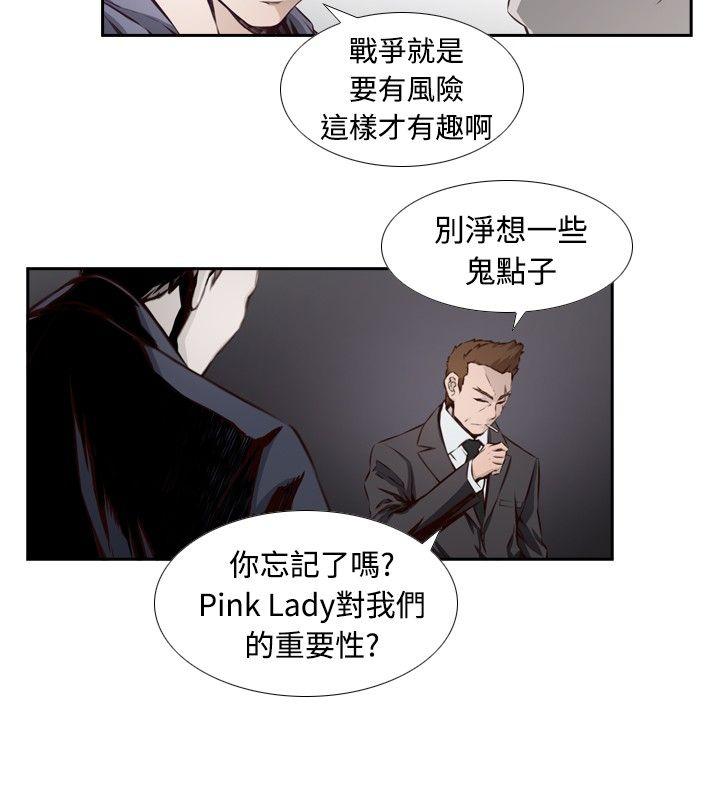 戰爭就是
要有風險
這樣才有趣啊
別淨想一些
鬼點子
你忘記了嗎?
Pink Lady對我們
的重要性?